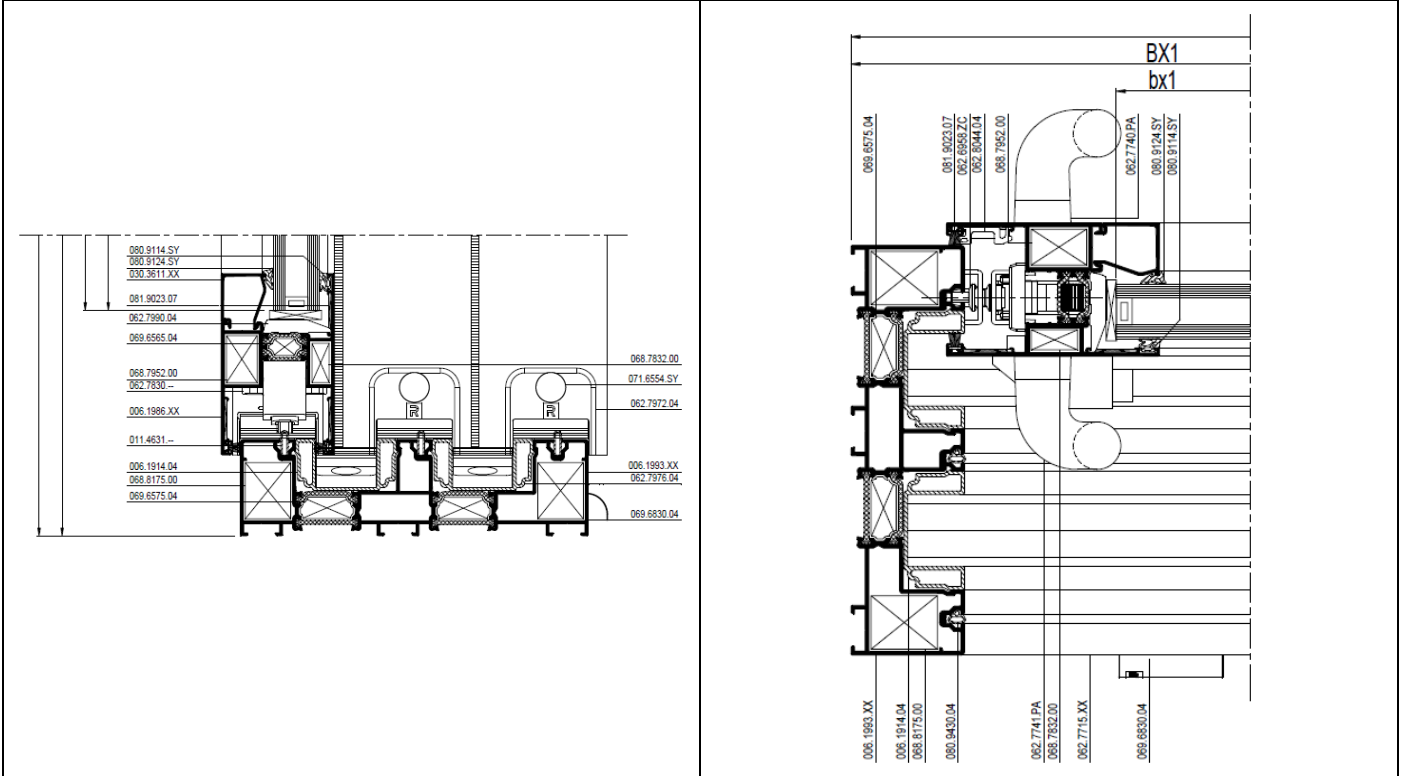 080.9114.SY
080.9124.SY
030.3611.XX
081.9023.07
062.7990.04
069.6565.04
068.7952.00
062.7830.--
006.1986.XX
011.4631.--
006.1914.04
068.8175.00
069.6575.04
068.7832.00
071.6554.SY
062.7972.04
006.1993.XX
062.7976.04
069.6830.04
BX1
bx1
069.6575.04
081.9023.07
062.6958.ZC
062.8044.04
068.7952.00
062.7740.PA
080.9124.SY
080.9114.SY
006.1993.XX
006.1914.04
068.8175.00
080.9430.04
062.7741.PA
068.7832.00
062.7715.XX
069.6830.04